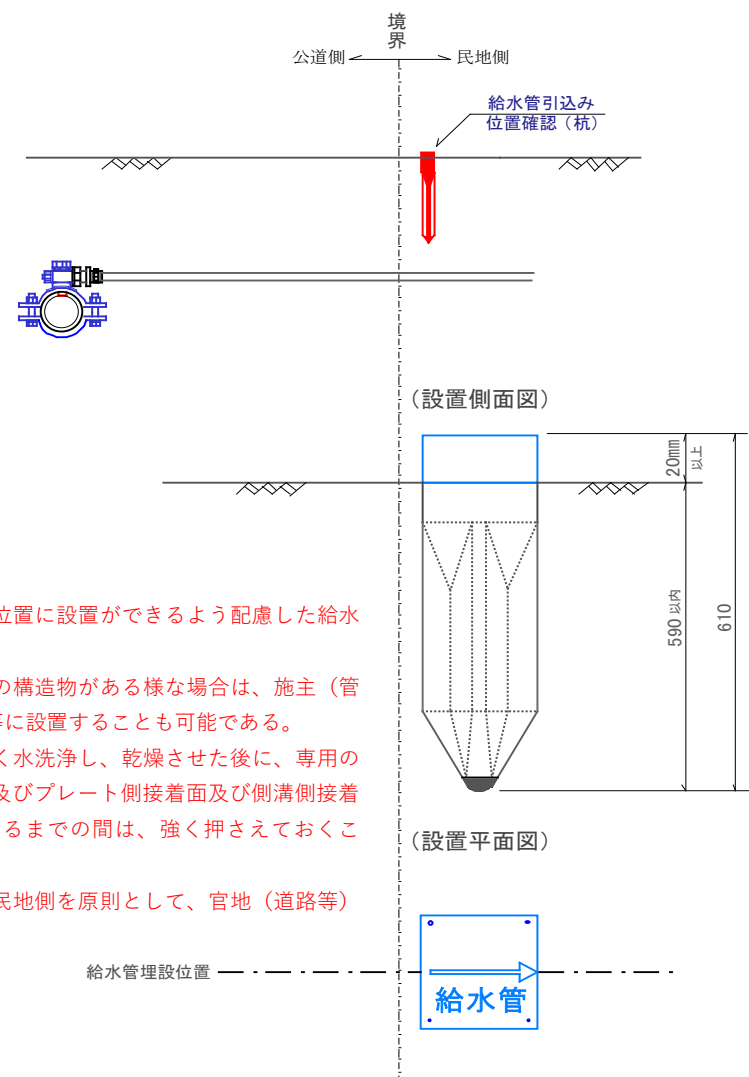 境界
公道側
民地側
給水管引込み
位置確認（杭）
（設置側面図）
20mm
以上
590 以内
610
位置に設置ができるよう配慮した給水
の構造物がある様な場合は、施主（管
等に設置することも可能である。
く水洗浄し、乾燥させた後に、専用の
及びプレート側接着面及び側溝側接着
るまでの間は、強く押さえておくこ
民地側を原則として、官地（道路等）
（設置平面図）
給水管埋設位置
給水管